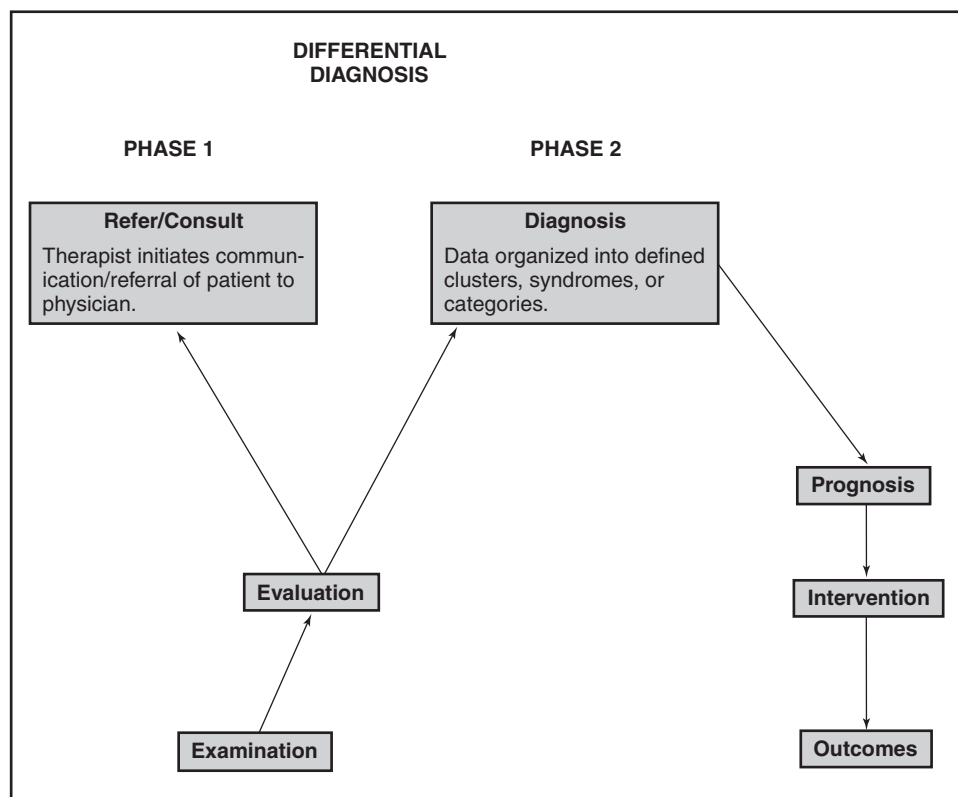 DIFFERENTIAL
DIAGNOSIS
PHASE 1
PHASE 2
Refer/Consult
Therapist initiates commun-
ication/referral of patient to
physician.
Diagnosis
Data organized into defined
clusters, syndromes, or
categories.
Prognosis
Evaluation
Intervention
Examination
Outcomes